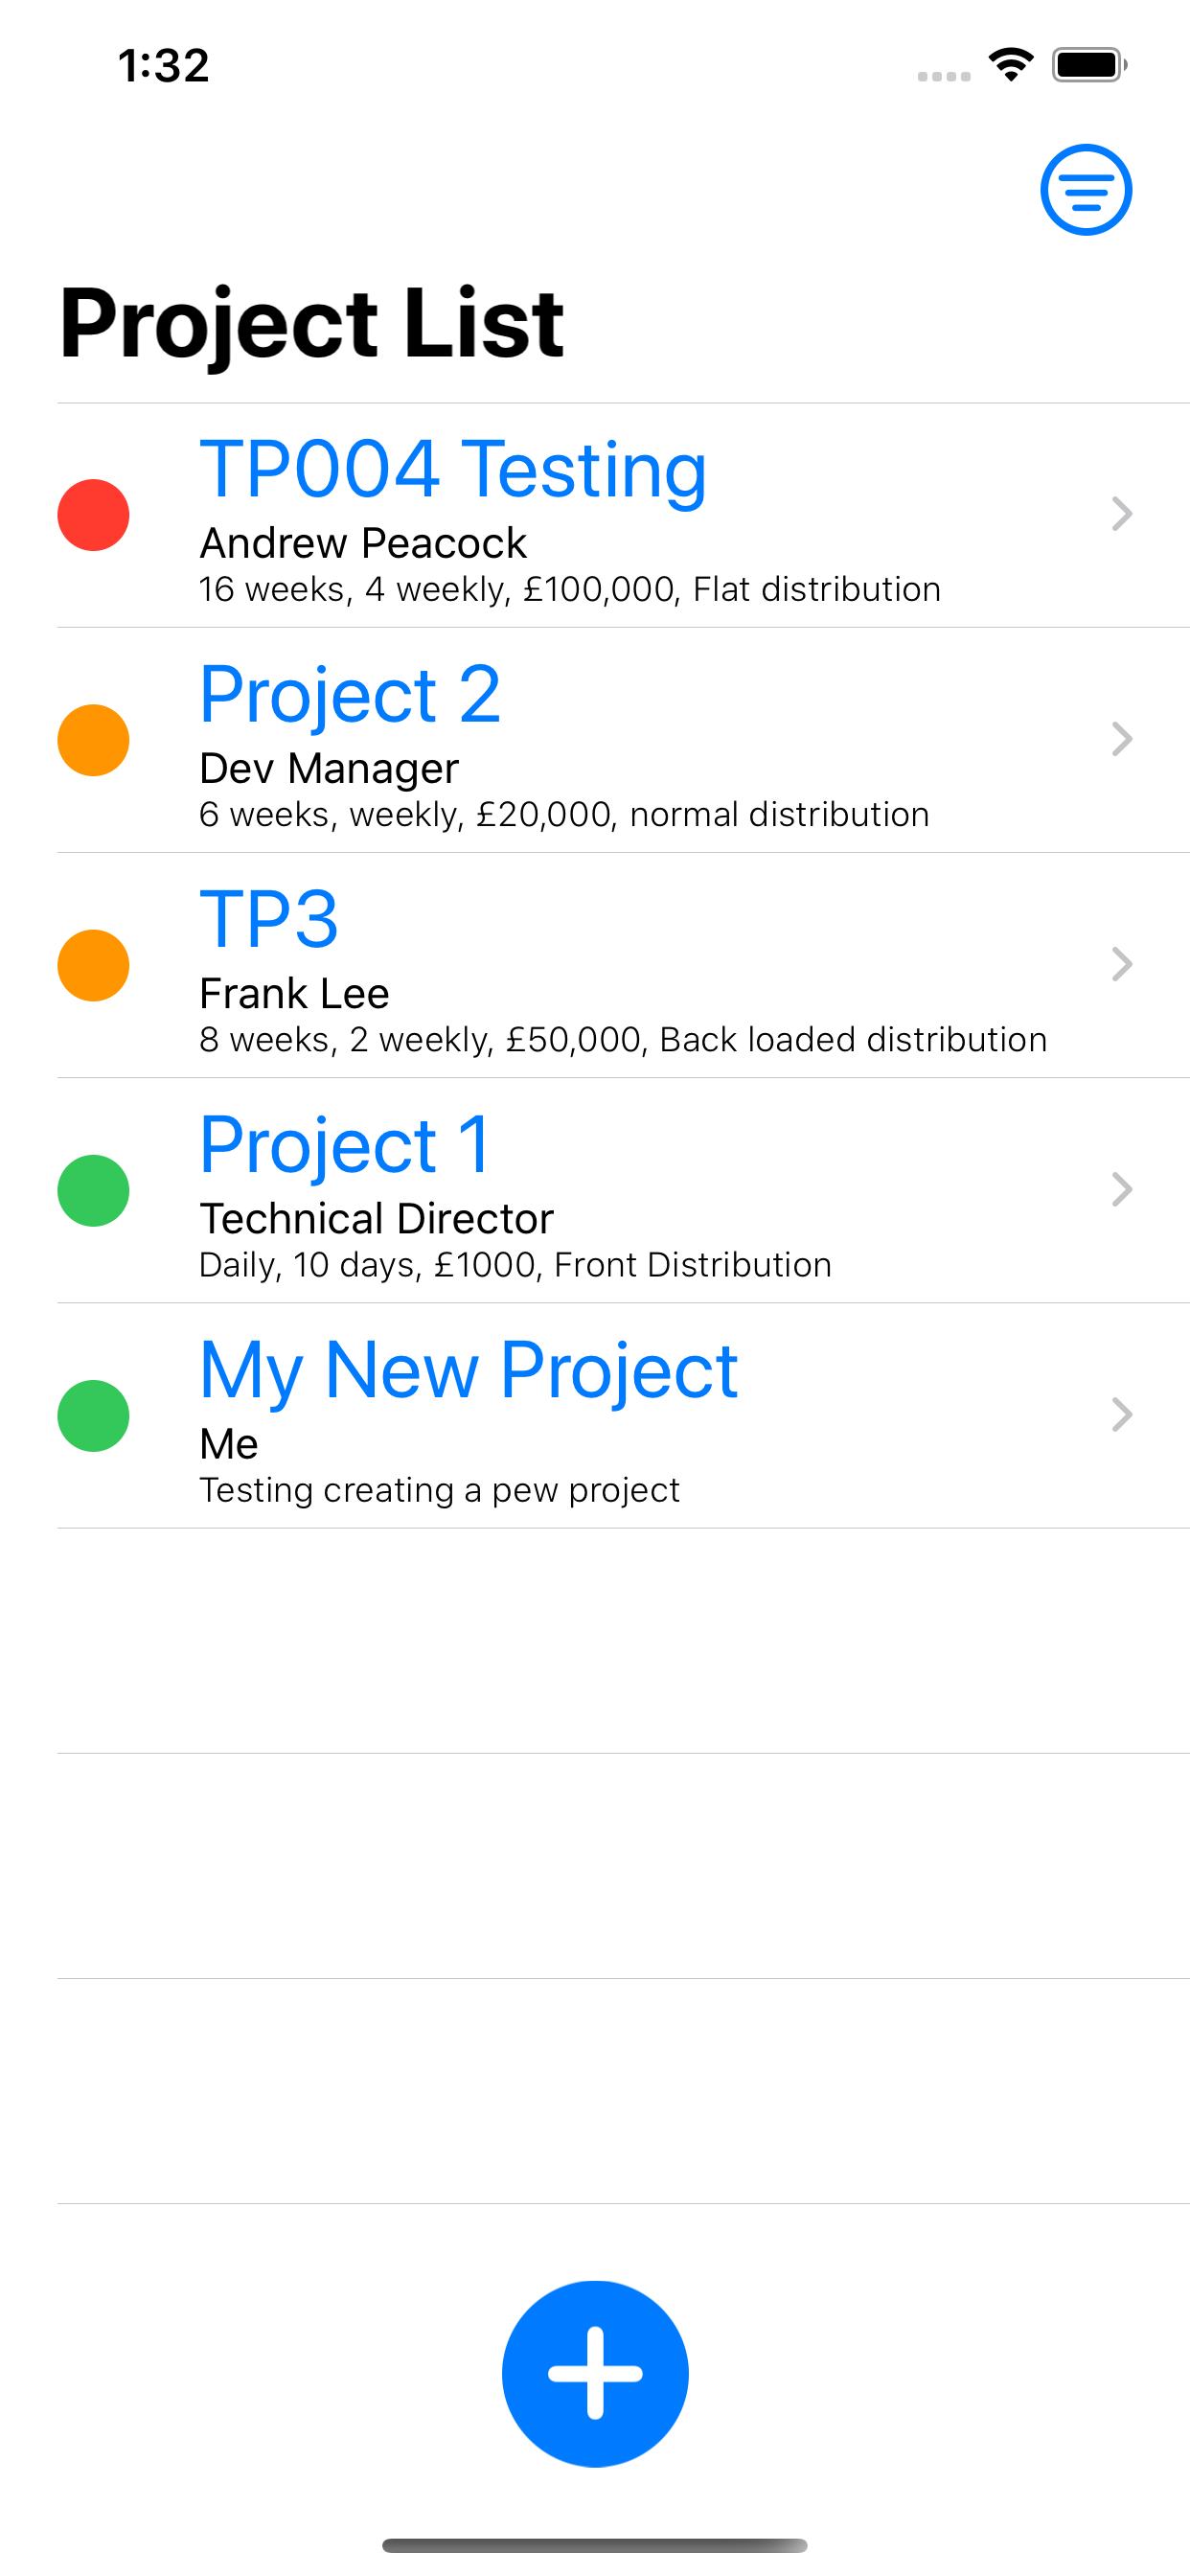 1:32
Project List
TP004 Testing
Andrew Peacock
16 weeks, 4 weekly, £100,000, Flat distribution
Project 2
Dev Manager
6 weeks, weekly, £20,000, normal distribution
TP3
Frank Lee
8 weeks, 2 weekly, £50,000, Back loaded distribution
Project 1
Technical Director
Daily, 10 days, £1000, Front Distribution
My New Project
Me
Testing creating a pew project